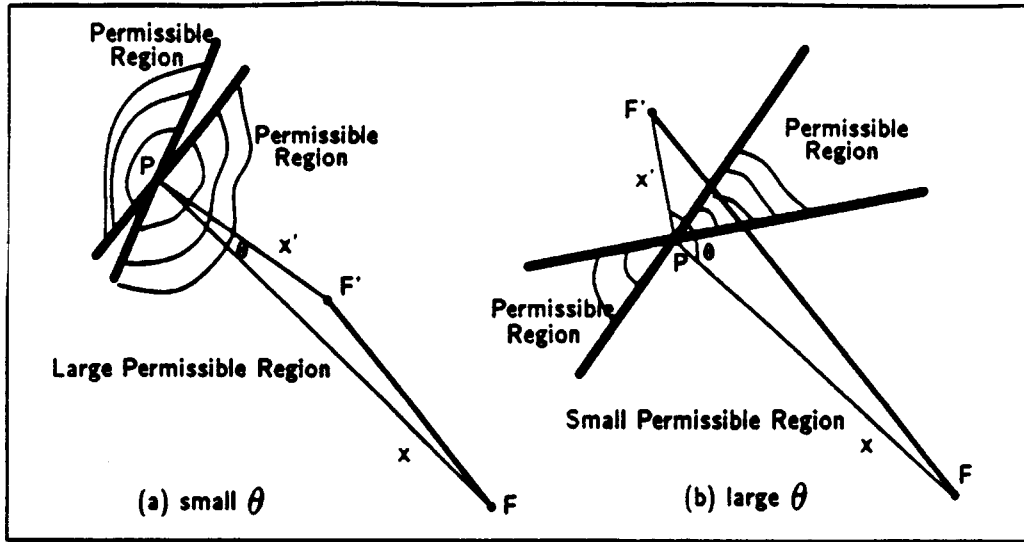 Permissible
Region
P
Permissible
Region
θ
x'
F'
Large Permissible Region
x
F
(a) small θ
F'
Permissible
Region
x'
P
θ
Permissible
Region
Small Permissible Region
x
F
(b) large θ